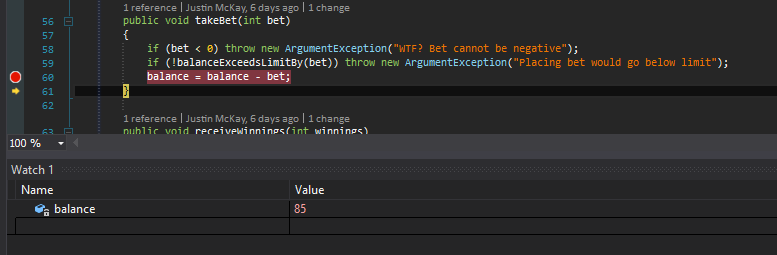 1 reference | Justin McKay, 6 days ago | 1 change
56 public void takeBet(int bet)
57 {
58 if (bet < 0) throw new ArgumentException("WTF? Bet cannot be negative");
59 if (!balanceExceedsLimitBy(bet)) throw new ArgumentException("Placing bet would go below limit");
60 balance = balance - bet;
61 }
62
1 reference | Justin McKay, 6 days ago | 1 change
63 public void receiveWinnings(int winnings)
100 %
Watch 1
Name Value
balance 85